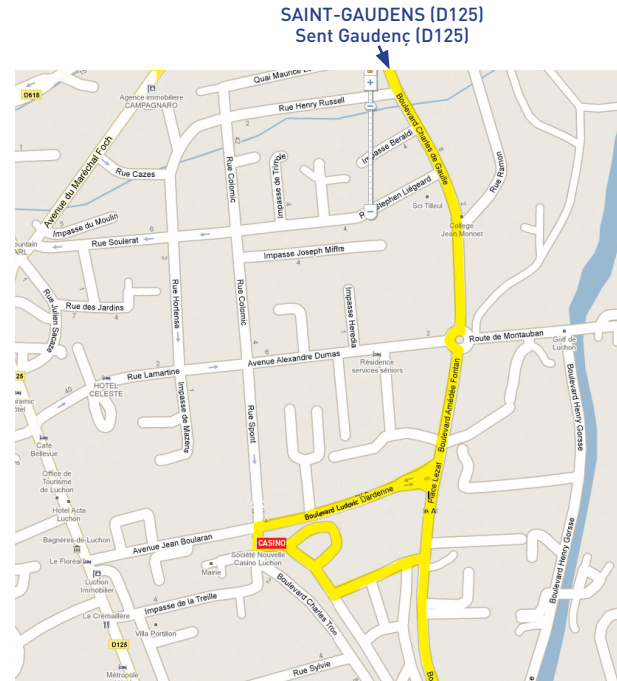 SAINT-GAUDENS (D125)
Sent Gaudenç (D125)
D618
Agence immobiliere
CAMPAGNARO
Quai Maurice
Rue Henry Russell
Boulevard Charles de Gaulle
Impasse Beraldi
Rue Ramon
Avenue du Maréchal Foch
Rue Cazes
Rue Colomic
Impasse de Trimble
Stephen Liégeard
Sci Tilleul
College
Jean Monnet
Impasse du Moulin
Rue Soulerat
Impasse Joseph Miffre
Rue Julien Sacaze
Rue des Jardins
Rue Hortense
Rue Colomic
Impasse Heredia
Route de Montauban
Golf de
Luchon
Avenue Alexandre Dumas
Résidence
services séniors
Rue Lamartine
HOTEL
CELESTE
Impasse de Mazens
Rue Spont
Boulevard Amédée Fontan
Boulevard Henry Gorsse
Café
Bellevue
Office de
Tourisme
de Luchon
Hotel Acta
Luchon
Place Lezat
Boulevard Ludovic Dardenne
Bagnères-de-Luchon
Avenue Jean Boularan
CASINO
Société Nouvelle
Casino Luchon
Mairie
Le Floréal
Luchon
Immobilier
Boulevard Henry Gorsse
Boulevard Charles Tron
Impasse de la Treille
La Crémaillère
Villa Portillon
D125
Métropole
Rue Sylvie